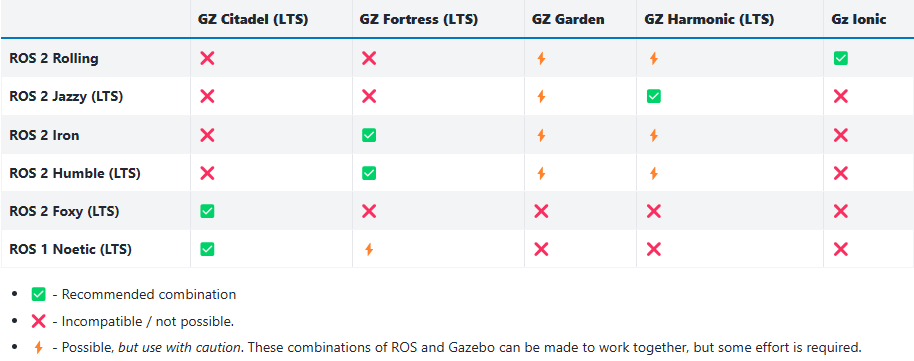 GZ Citadel (LTS) GZ Fortress (LTS) GZ Garden GZ Harmonic (LTS) Gz Ionic
ROS 2 Rolling ❌ ❌ ⚡ ⚡ ✅
ROS 2 Jazzy (LTS) ❌ ❌ ⚡ ✅ ❌
ROS 2 Iron ❌ ✅ ⚡ ⚡ ❌
ROS 2 Humble (LTS) ❌ ✅ ⚡ ⚡ ❌
ROS 2 Foxy (LTS) ✅ ❌ ❌ ❌ ❌
ROS 1 Noetic (LTS) ✅ ⚡ ❌ ❌ ❌
• ✅ - Recommended combination
• ❌ - Incompatible / not possible.
• ⚡ - Possible, but use with caution. These combinations of ROS and Gazebo can be made to work together, but some effort is required.